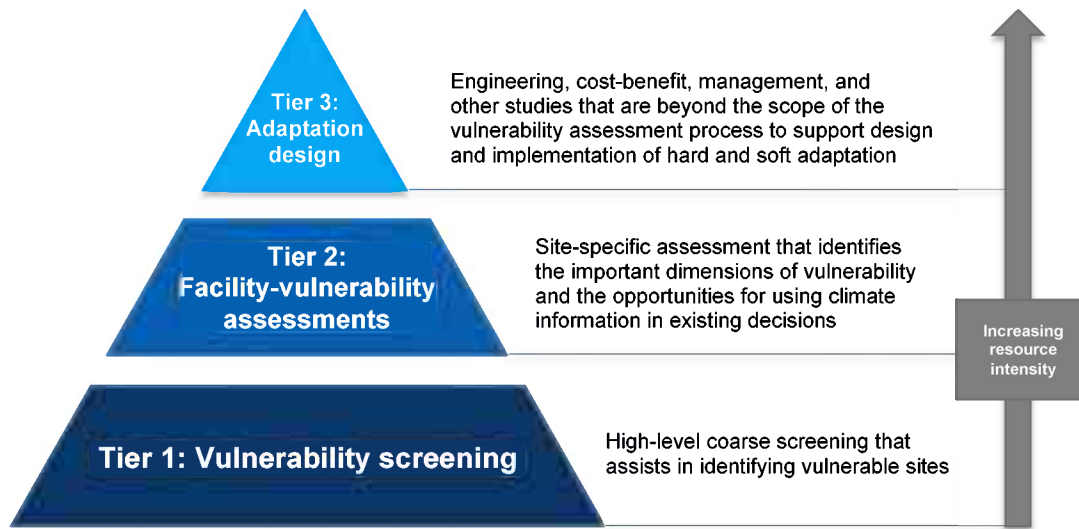 Tier 3:
Adaptation
design
Engineering, cost-benefit, management, and
other studies that are beyond the scope of the
vulnerability assessment process to support design
and implementation of hard and soft adaptation
Tier 2:
Facility-vulnerability
assessments
Site-specific assessment that identifies
the important dimensions of vulnerability
and the opportunities for using climate
information in existing decisions
Increasing
resource
intensity
Tier 1: Vulnerability screening
High-level coarse screening that
assists in identifying vulnerable sites